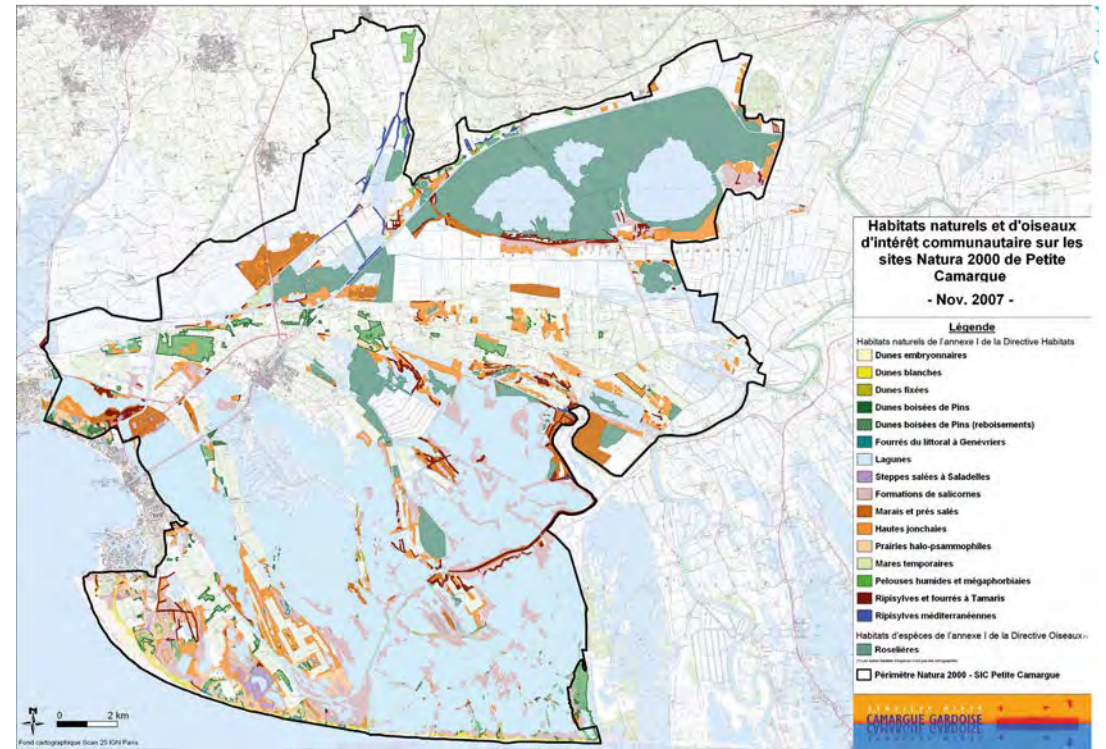 Habitats naturels et d'oiseaux
d'intérêt communautaire sur les
sites Natura 2000 de Petite
Camargue
- Nov. 2007 -
Légende
Habitats naturels de l'annexe I de la Directive Habitats
Dunes embryonnaires
Dunes blanches
Dunes fixées
Dunes boisées de Pins
Dunes boisées de Pins (reboisements)
Fourrés du littoral à Genévriers
Lagunes
Steppes salées à Saladelles
Formations de salicornes
Marais et prés salés
Hautes jonchaies
Prairies halo-psammophiles
Mares temporaires
Pelouses humides et mégaphorbiaies
Ripisylves et fourrés à Tamaris
Ripisylves méditerranéennes
Habitats d'espèces de l'annexe I de la Directive Oiseaux
Roselières
Périmètre Natura 2000 - SIC Petite Camargue
CAMARGUE GARDOISE
N
0 2 km
Fond cartographique Scan 25 IGN Paris